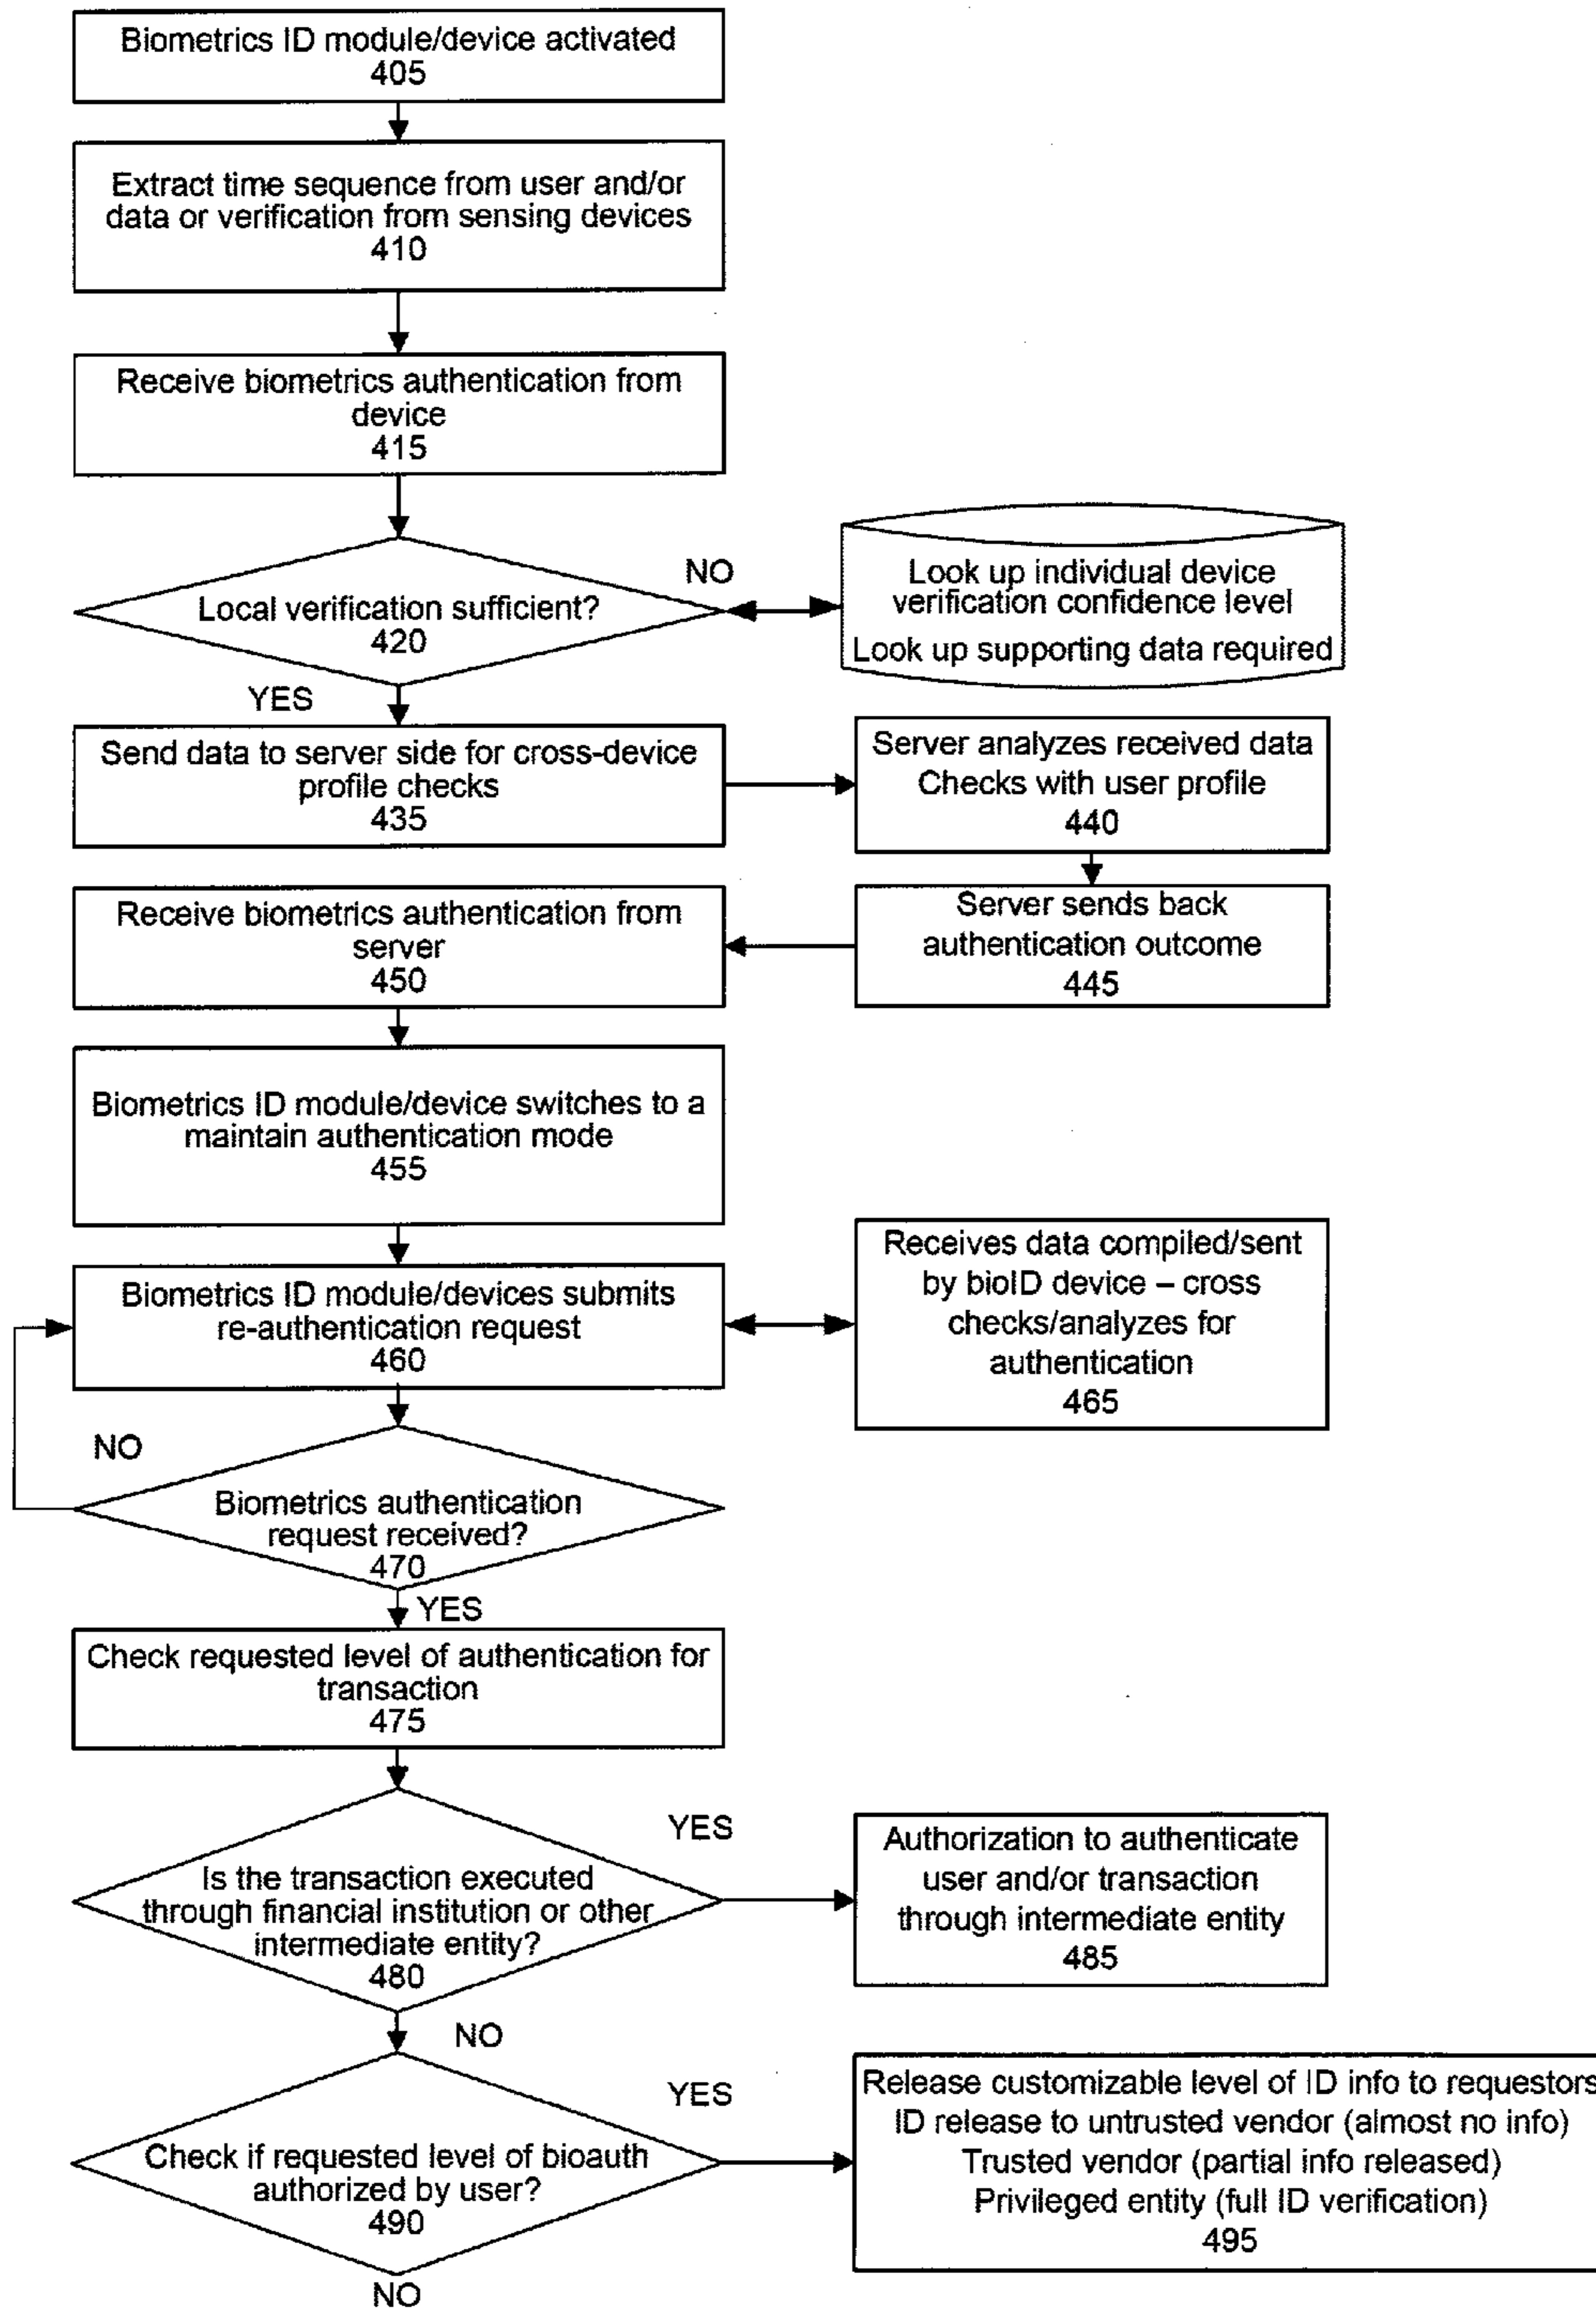 Biometrics ID module/device activated
405
Extract time sequence from user and/or
data or verification from sensing devices
410
Receive biometrics authentication from
device
415
Local verification sufficient?
420
NO
Look up individual device
verification confidence level
Look up supporting data required
YES
Send data to server side for cross-device
profile checks
435
Server analyzes received data
Checks with user profile
440
Receive biometrics authentication from
server
450
Server sends back
authentication outcome
445
Biometrics ID module/device switches to a
maintain authentication mode
455
Biometrics ID module/devices submits
re-authentication request
460
Receives data compiled/sent
by bioID device – cross
checks/analyzes for
authentication
465
NO
Biometrics authentication
request received?
470
YES
Check requested level of authentication for
transaction
475
YES
Is the transaction executed
through financial institution or other
intermediate entity?
480
Authorization to authenticate
user and/or transaction
through intermediate entity
485
NO
YES
Check if requested level of bioauth
authorized by user?
490
Release customizable level of ID info to requestors
ID release to untrusted vendor (almost no info)
Trusted vendor (partial info released)
Privileged entity (full ID verification)
495
NO